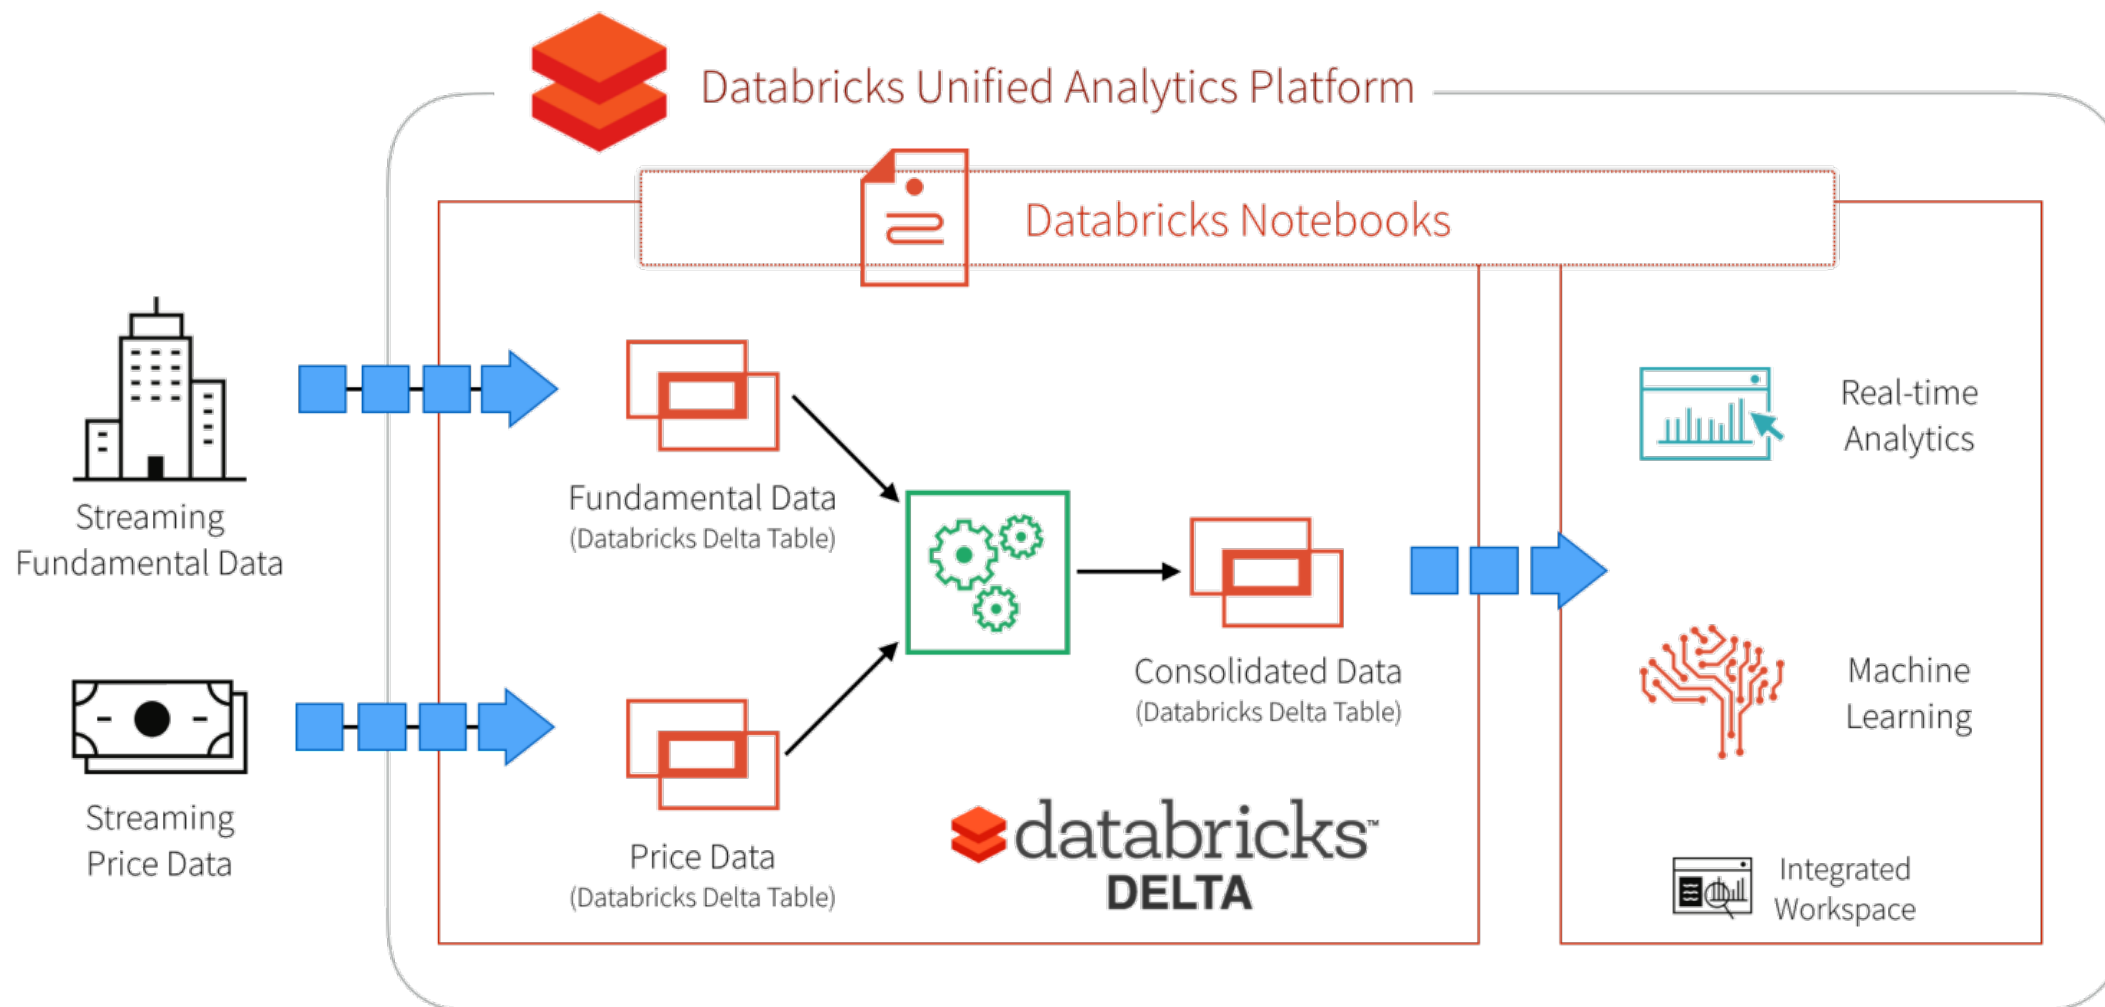 Databricks Unified Analytics Platform
Databricks Notebooks
Streaming
Fundamental Data
Fundamental Data
(Databricks Delta Table)
Streaming
Price Data
Price Data
(Databricks Delta Table)
Consolidated Data
(Databricks Delta Table)
databricks™
DELTA
Real-time
Analytics
Machine
Learning
Integrated
Workspace